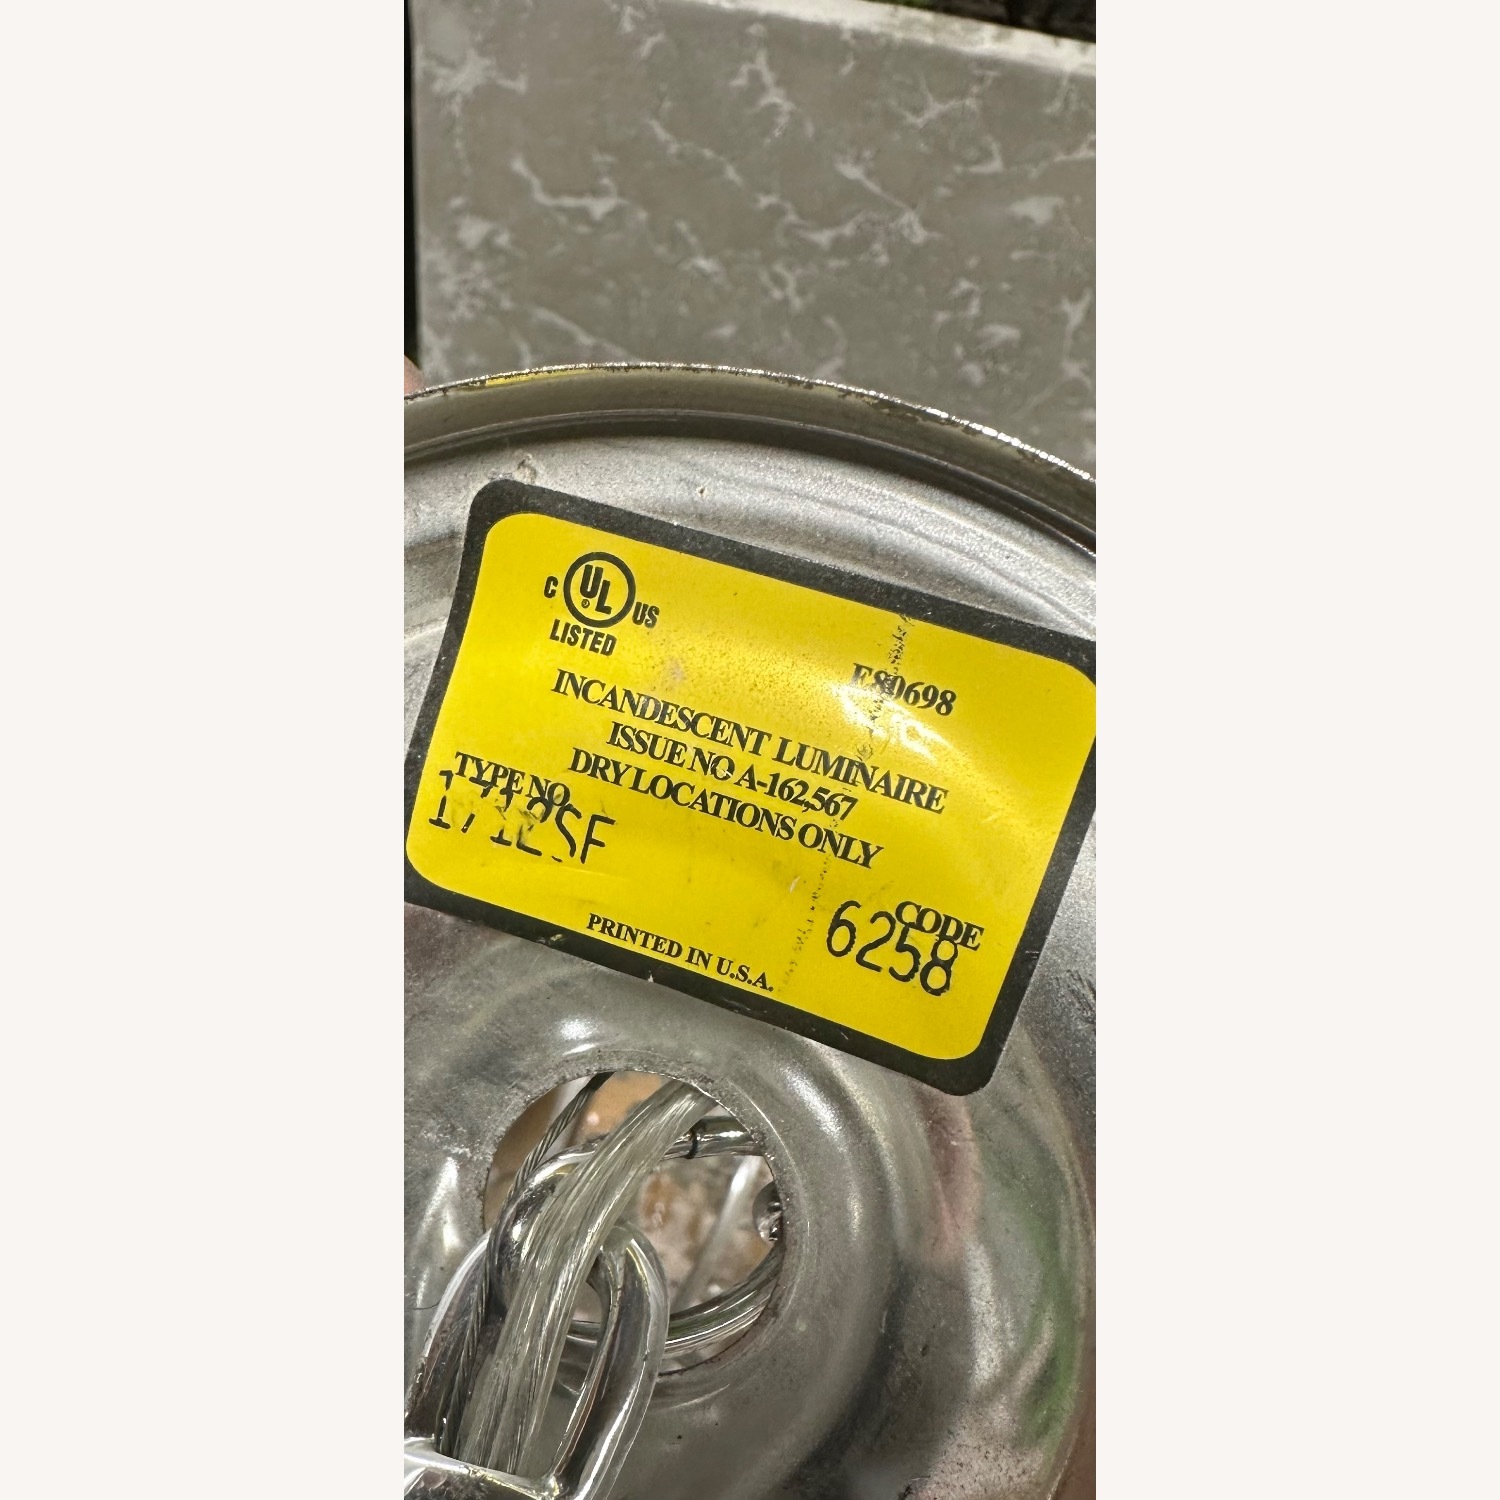 C UL US
LISTED
E80698
INCANDESCENT LUMINAIRE
ISSUE NO A-162,567
DRY LOCATIONS ONLY
TYPE NO.
1712SF
CODE
6258
PRINTED IN U.S.A.